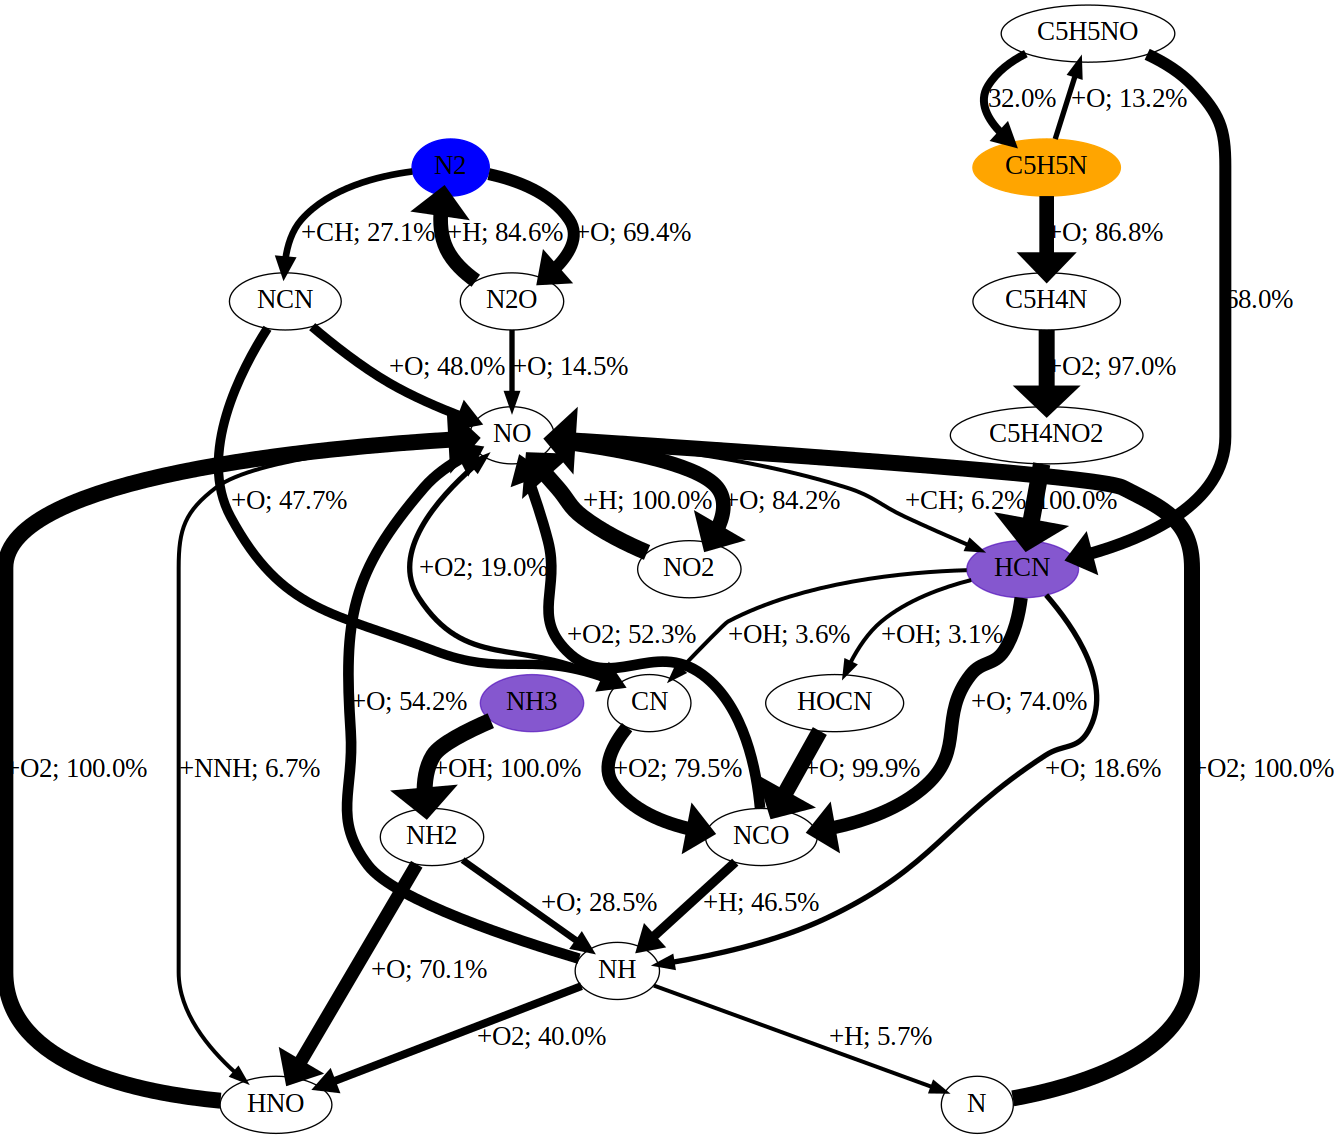 C5H5NO
32.0%
+O; 13.2%
N2
C5H5N
+CH; 27.1%
+H; 84.6%
+O; 69.4%
+O; 86.8%
NCN
N2O
C5H4N
68.0%
+O; 48.0%
+O; 14.5%
+O2; 97.0%
NO
C5H4NO2
+O; 47.7%
+H; 100.0%
+O; 84.2%
+CH; 6.2%
100.0%
+O2; 19.0%
NO2
HCN
+O2; 52.3%
+OH; 3.6%
+OH; 3.1%
+O; 54.2%
NH3
CN
HOCN
+O; 74.0%
+O2; 100.0%
+NNH; 6.7%
+OH; 100.0%
+O2; 79.5%
+O; 99.9%
+O; 18.6%
+O2; 100.0%
NH2
NCO
+O; 28.5%
+H; 46.5%
+O; 70.1%
NH
+O2; 40.0%
+H; 5.7%
HNO
N